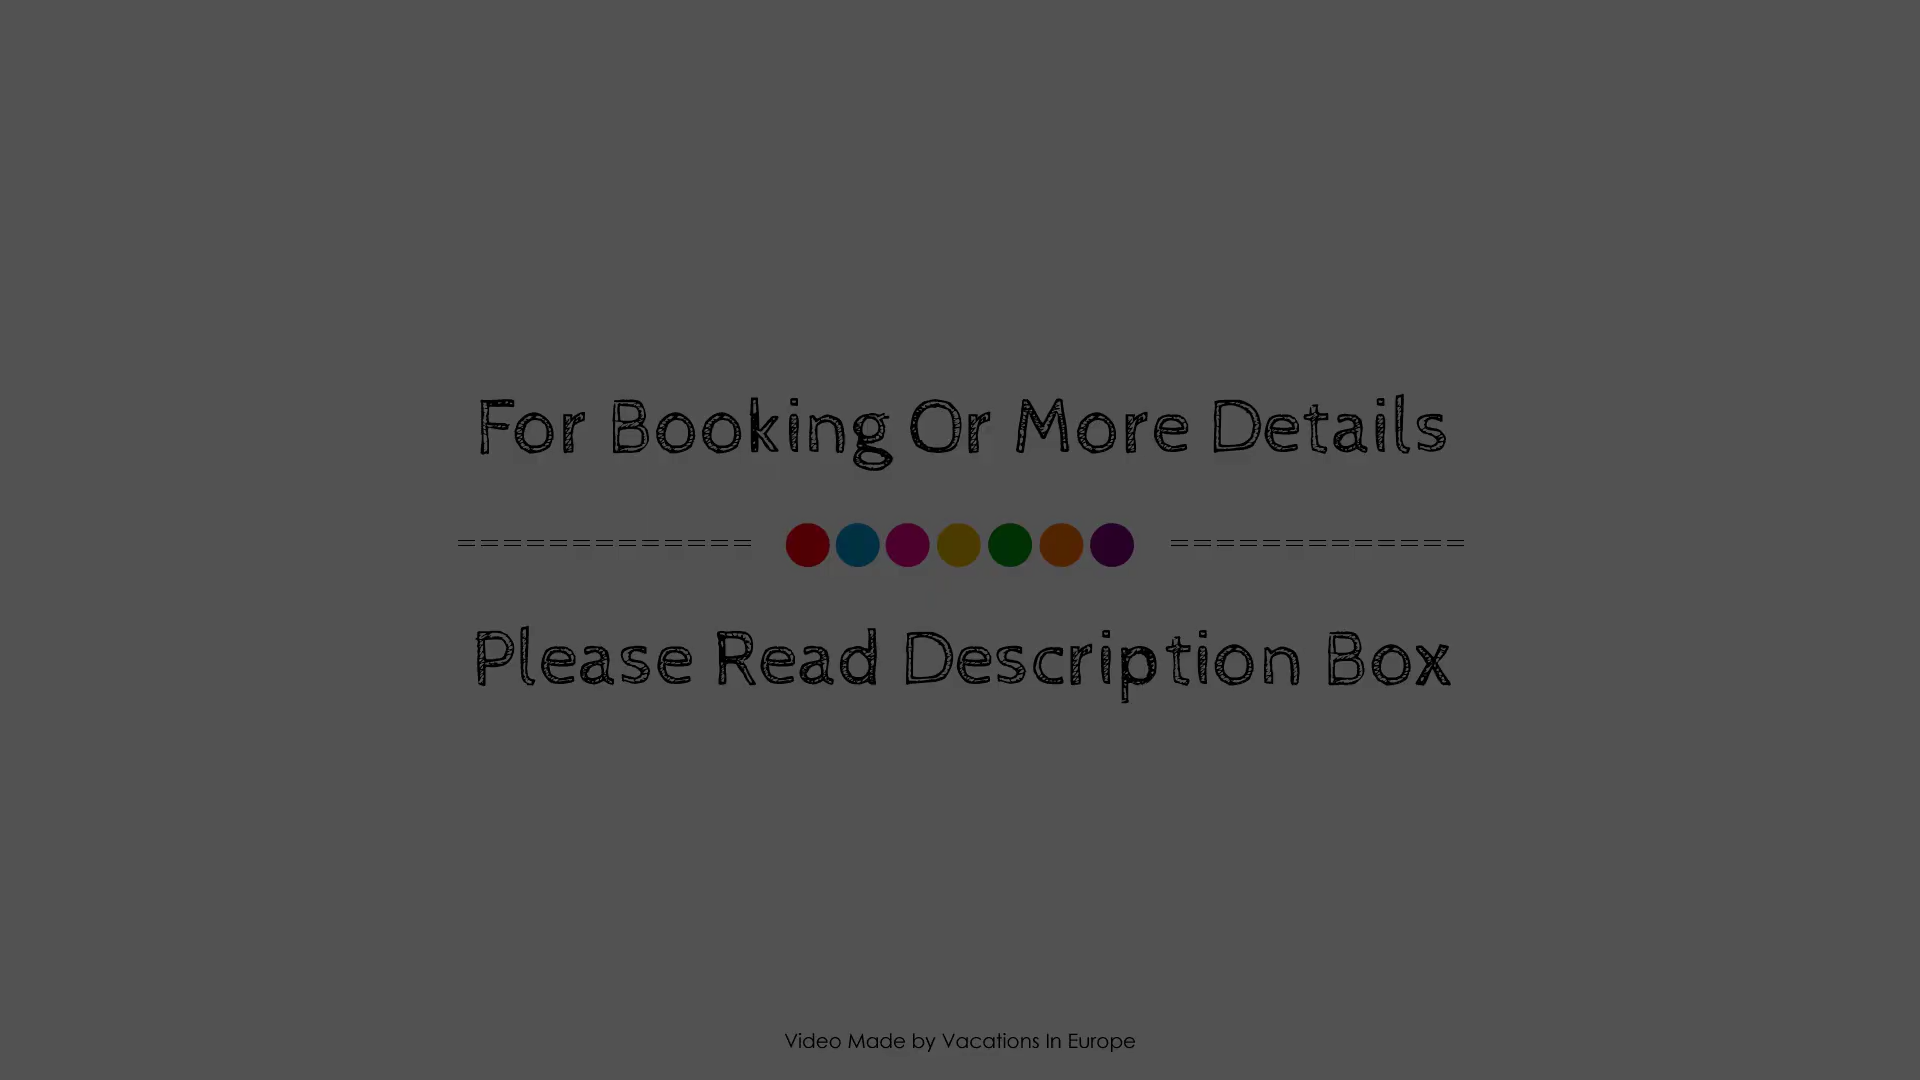 For Booking Or More Details
============= =============
Please Read Description Box
Video Made by Vacations In Europe